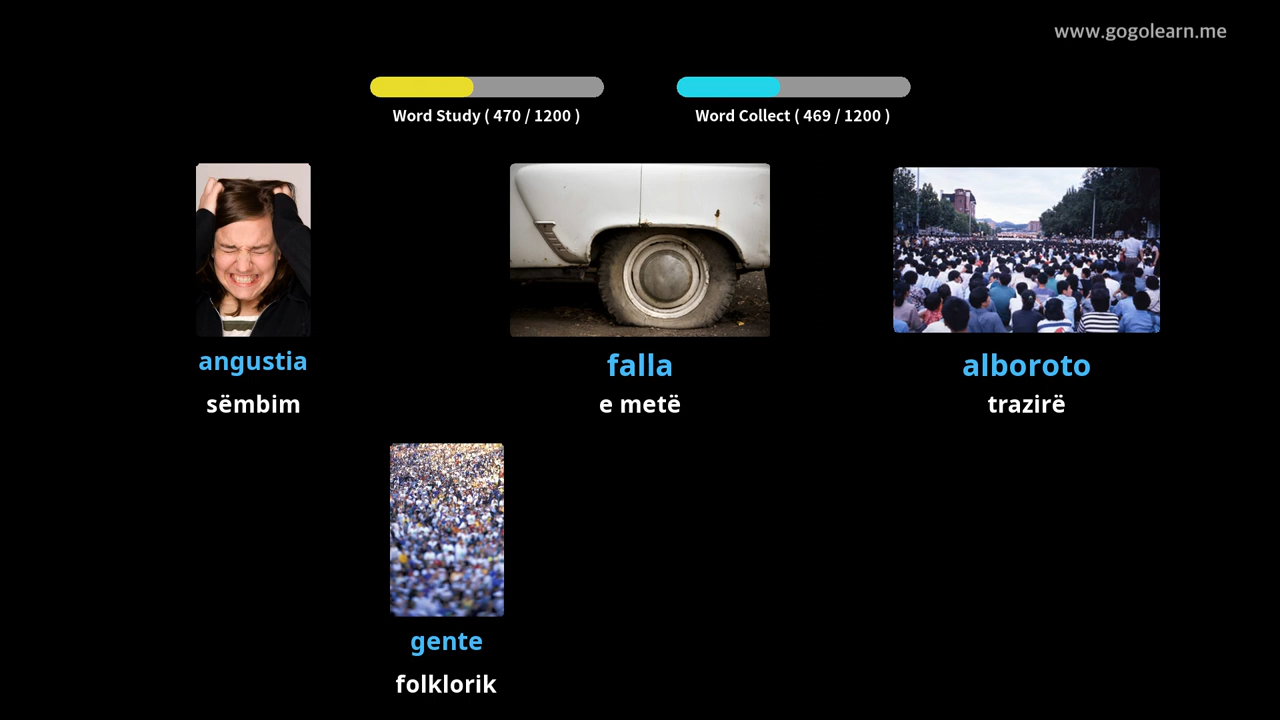 www.gogolearn.me
Word Study ( 470 / 1200 )
Word Collect ( 469 / 1200 )
angustia
falla
alboroto
sëmbim
e metë
trazirë
gente
folklorik